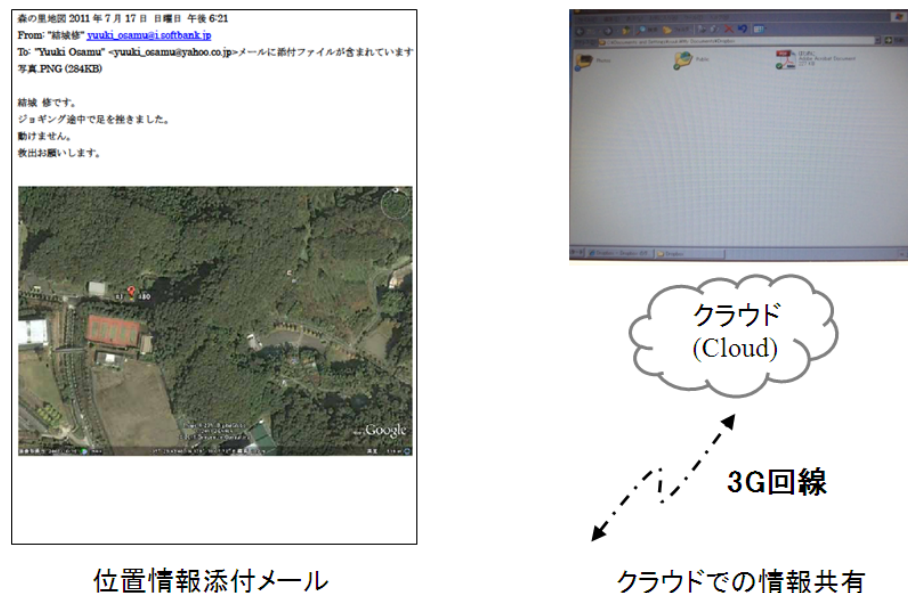 森の里地図 2011 年 7 月 17 日 日曜日 午後 6:21
From: "結城修" yuuki_osamu@i.softbank.jp
To: "Yuuki Osamu" <yuuki_osamu@yahoo.co.jp>メールに添付ファイルが含まれています
写真.PNG (284KB)
結城 修です。
ジョギング途中で足を挫きました。
動けません。
救出お願いします。
Google
位置情報添付メール
Photos
Public
Adobe Acrobat Document
クラウド
(Cloud)
3G回線
クラウドでの情報共有